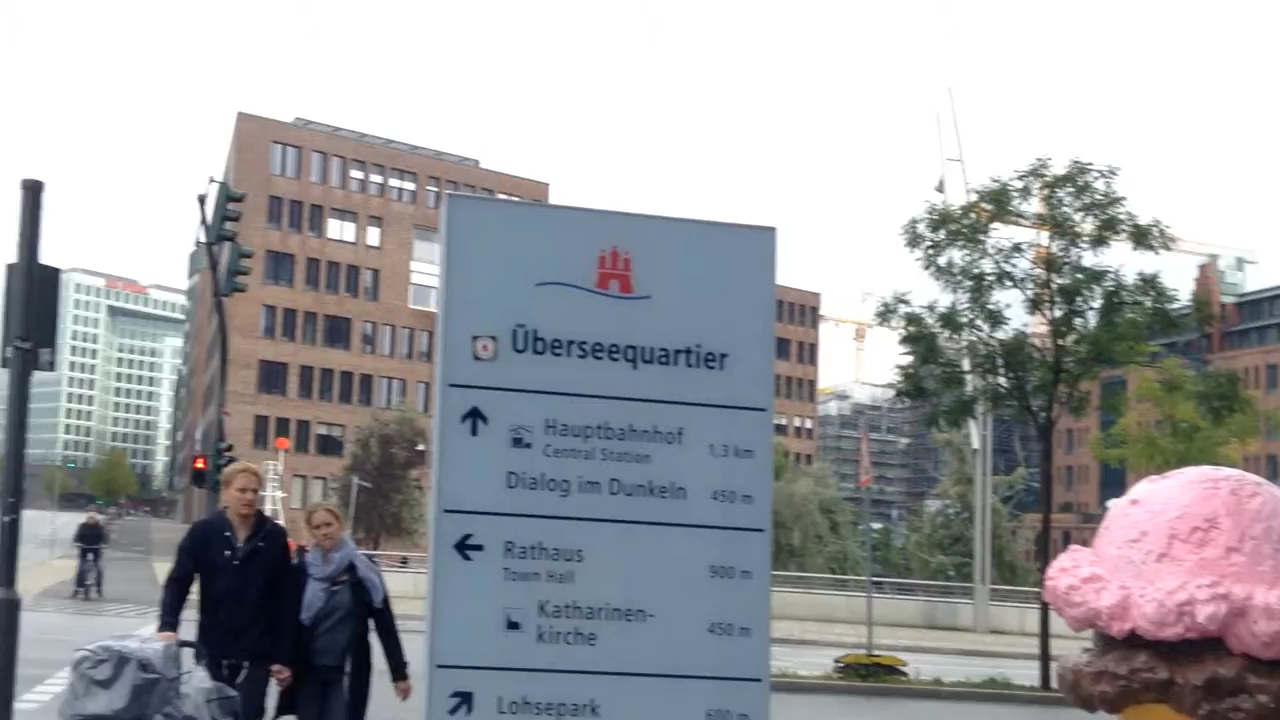 Überseequartier
Hauptbahnhof 1,3 km
Central Station
Dialog im Dunkeln 450 m
Rathaus 900 m
Town Hall
Katharinen-
kirche 450 m
Lohsepark 600 m